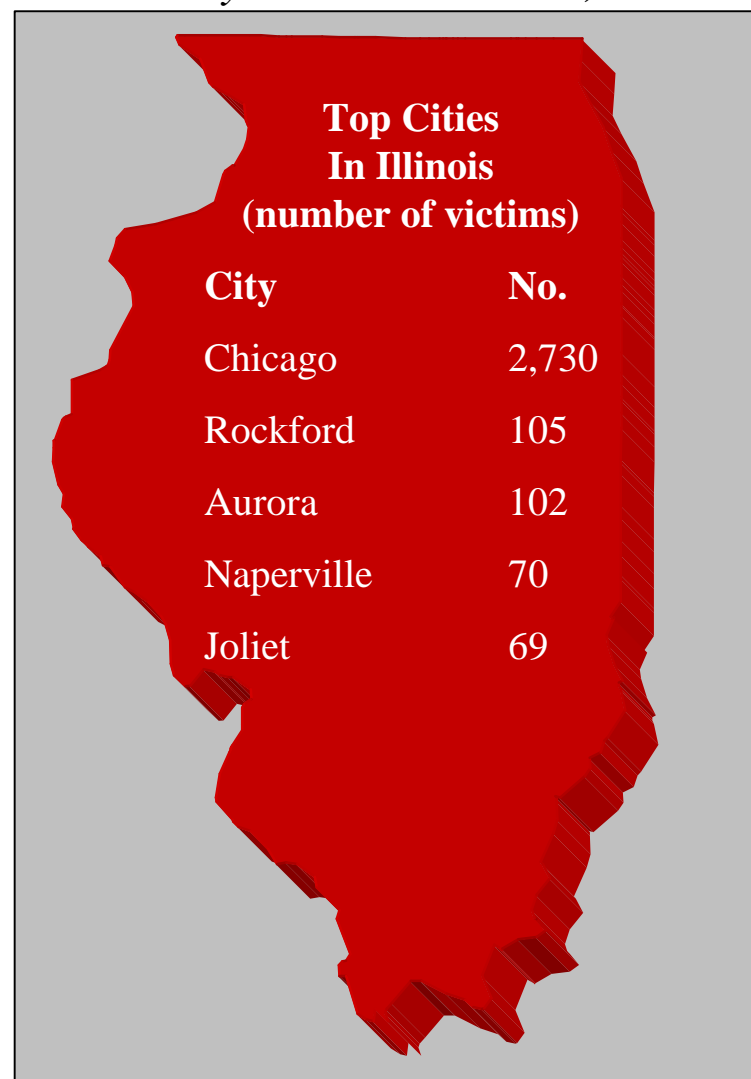 Top Cities
In Illinois
(number of victims)
City No.
Chicago 2,730
Rockford 105
Aurora 102
Naperville 70
Joliet 69